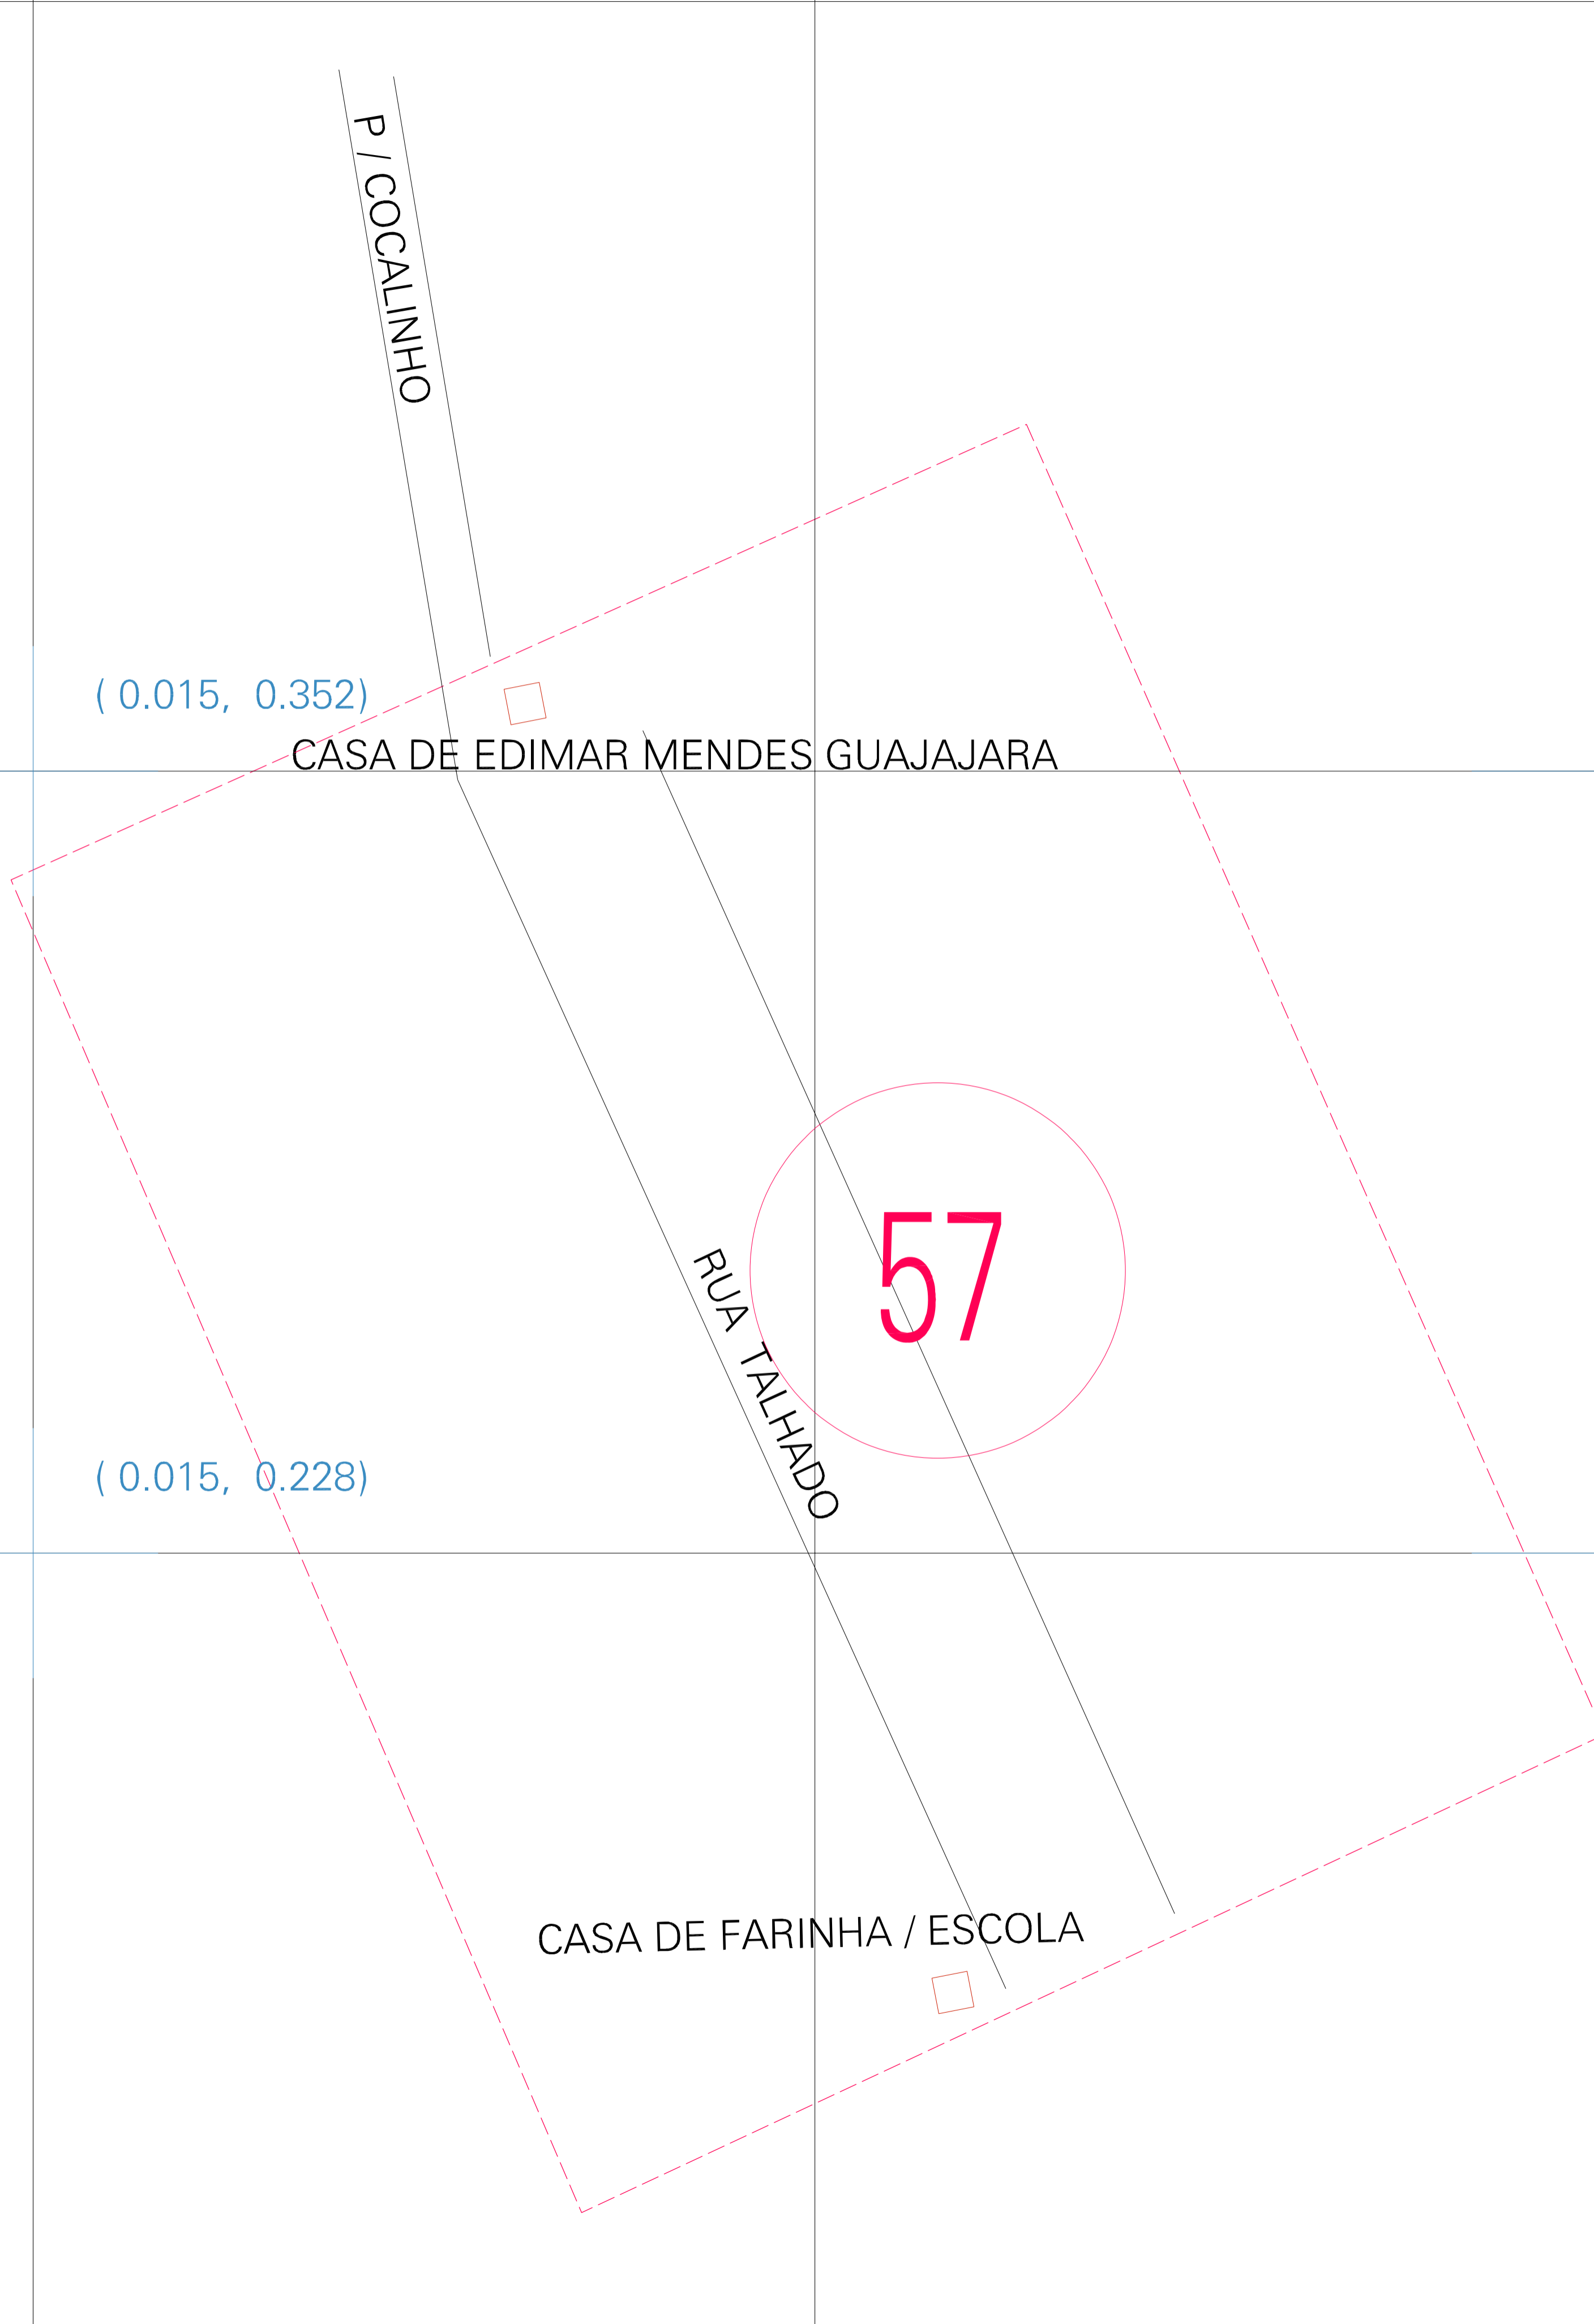 P / COCALINHO
( 0.015, 0.352)
CASA DE EDIMAR MENDES GUAJAJARA
57
RUA TALHADO
( 0.015, 0.228)
CASA DE FARINHA / ESCOLA